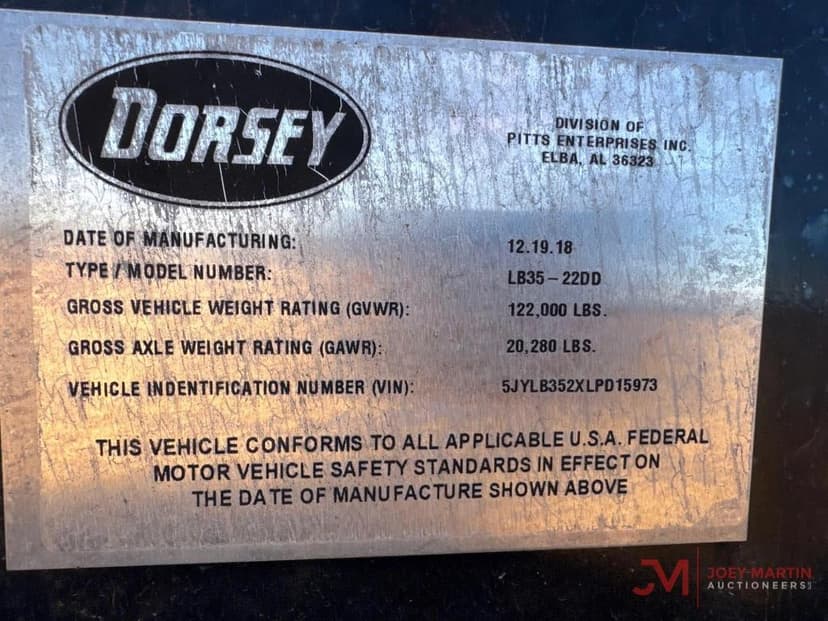 DORSEY
DIVISION OF
PITTS ENTERPRISES INC.
ELBA, AL 36323
DATE OF MANUFACTURING: 12.19.18
TYPE / MODEL NUMBER: LB35-22DD
GROSS VEHICLE WEIGHT RATING (GVWR): 122,000 LBS.
GROSS AXLE WEIGHT RATING (GAWR): 20,280 LBS.
VEHICLE INDENTIFICATION NUMBER (VIN): 5JYLB352XLPD15973
THIS VEHICLE CONFORMS TO ALL APPLICABLE U.S.A. FEDERAL
MOTOR VEHICLE SAFETY STANDARDS IN EFFECT ON
THE DATE OF MANUFACTURE SHOWN ABOVE
JM
JOEY MARTIN
AUCTIONEERS